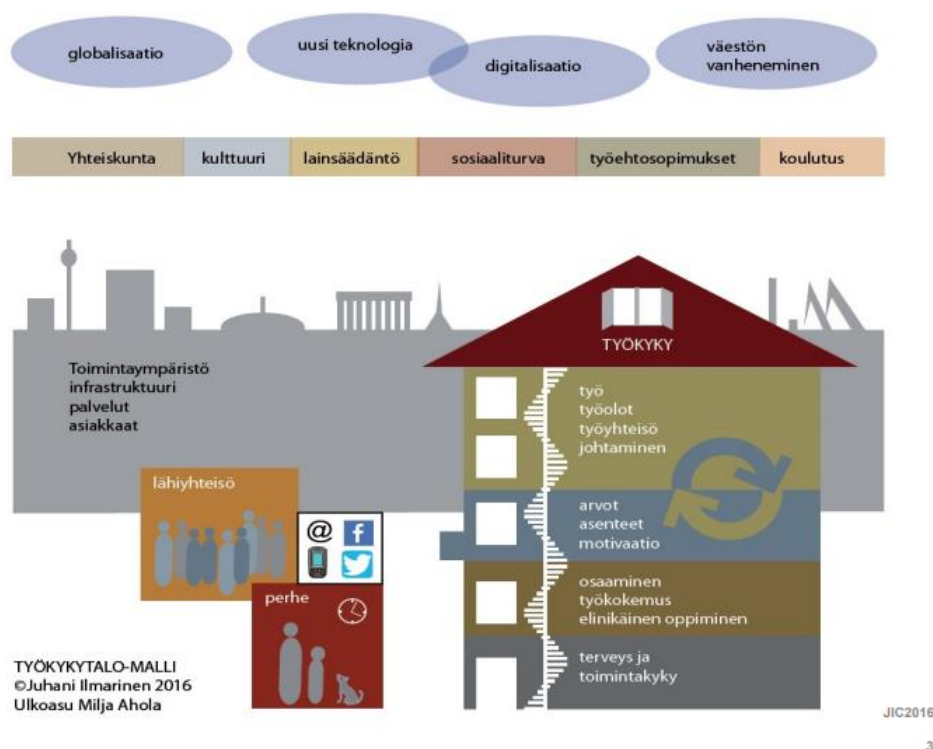 globalisaatio
uusi teknologia
digitalisaatio
väestön
vanheneminen
Yhteiskunta
kulttuuri
lainsäädäntö
sosiaaliturva
työehtosopimukset
koulutus
TYÖKYKY
Toimintaympäristö
infrastruktuuri
palvelut
asiakkaat
työ
työolot
työyhteisö
johtaminen
lähiyhteisö
@
f
arvot
asenteet
motivaatio
perhe
osaaminen
työkokemus
elinikäinen oppiminen
terveys ja
toimintakyky
TYÖKYKYTALO-MALLI
©Juhani Ilmarinen 2016
Ulkoasu Milja Ahola
JIC2016
3